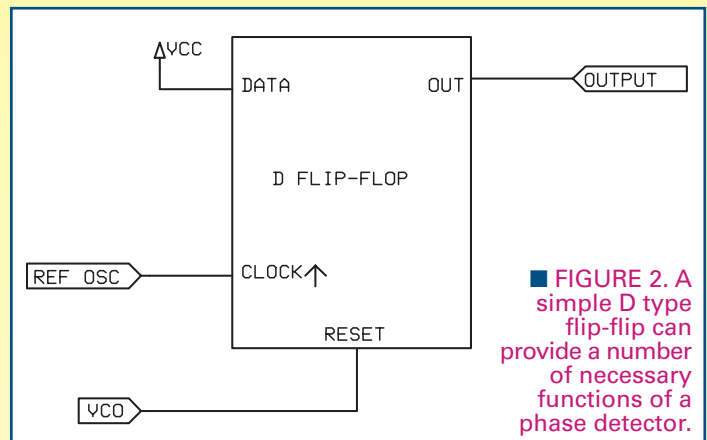 VCC
DATA
OUT
OUTPUT
D FLIP-FLOP
REF OSC
CLOCK↑
RESET
VCO
■ FIGURE 2. A
simple D type
flip-flip can
provide a number
of necessary
functions of a
phase detector.